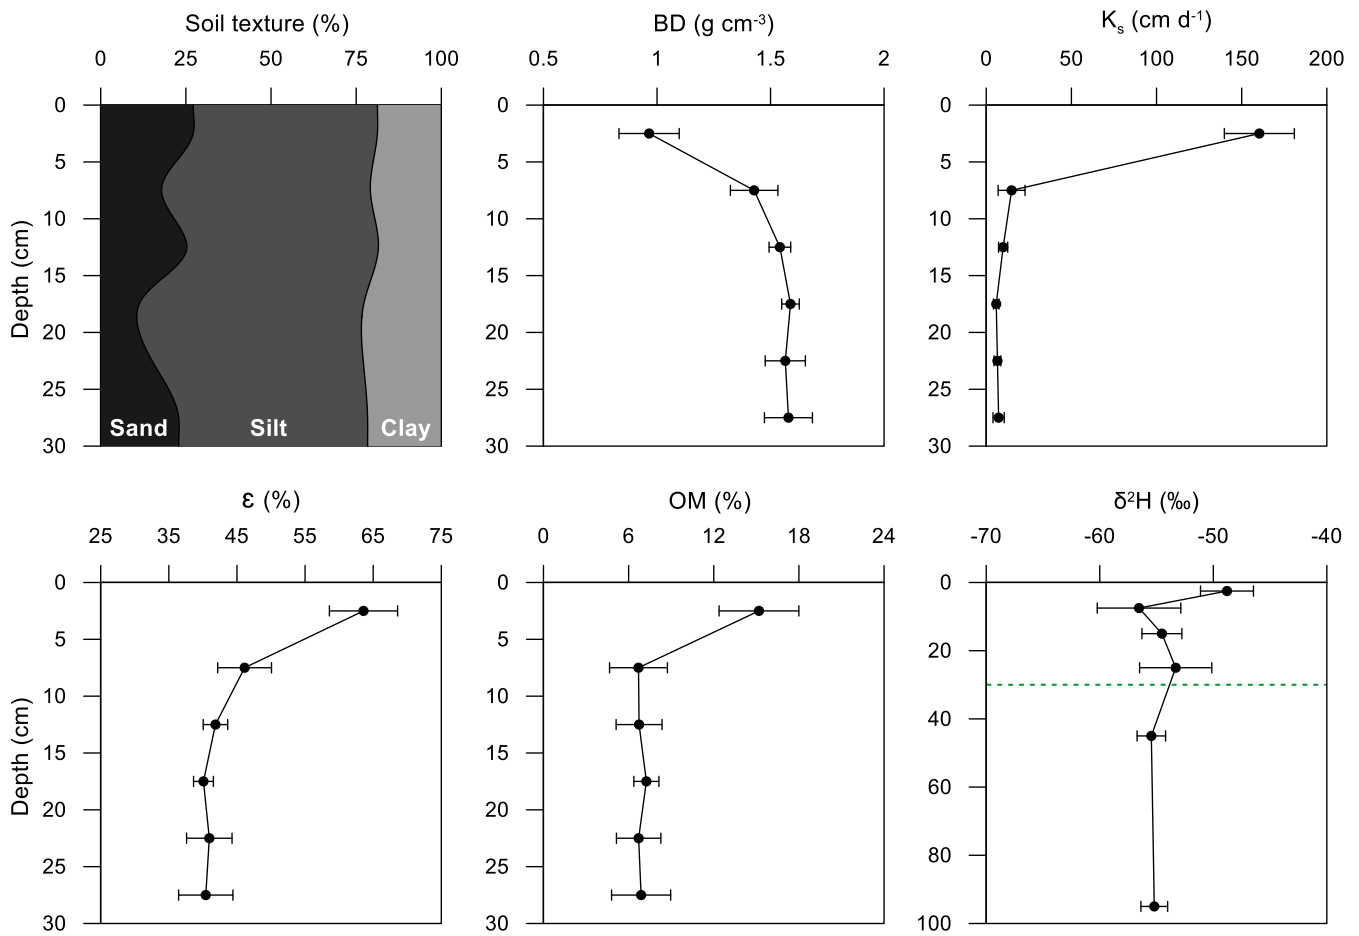 Soil texture (%)
0 25 50 75 100
0
5
10
15
20
25
30
Depth (cm)
Sand Silt Clay
BD (g cm⁻³)
0.5 1 1.5 2
0
5
10
15
20
25
30
Kₛ (cm d⁻¹)
0 50 100 150 200
0
5
10
15
20
25
30
ε (%)
25 35 45 55 65 75
0
5
10
15
20
25
30
Depth (cm)
OM (%)
0 6 12 18 24
0
5
10
15
20
25
30
δ²H (‰)
-70 -60 -50 -40
0
20
40
60
80
100